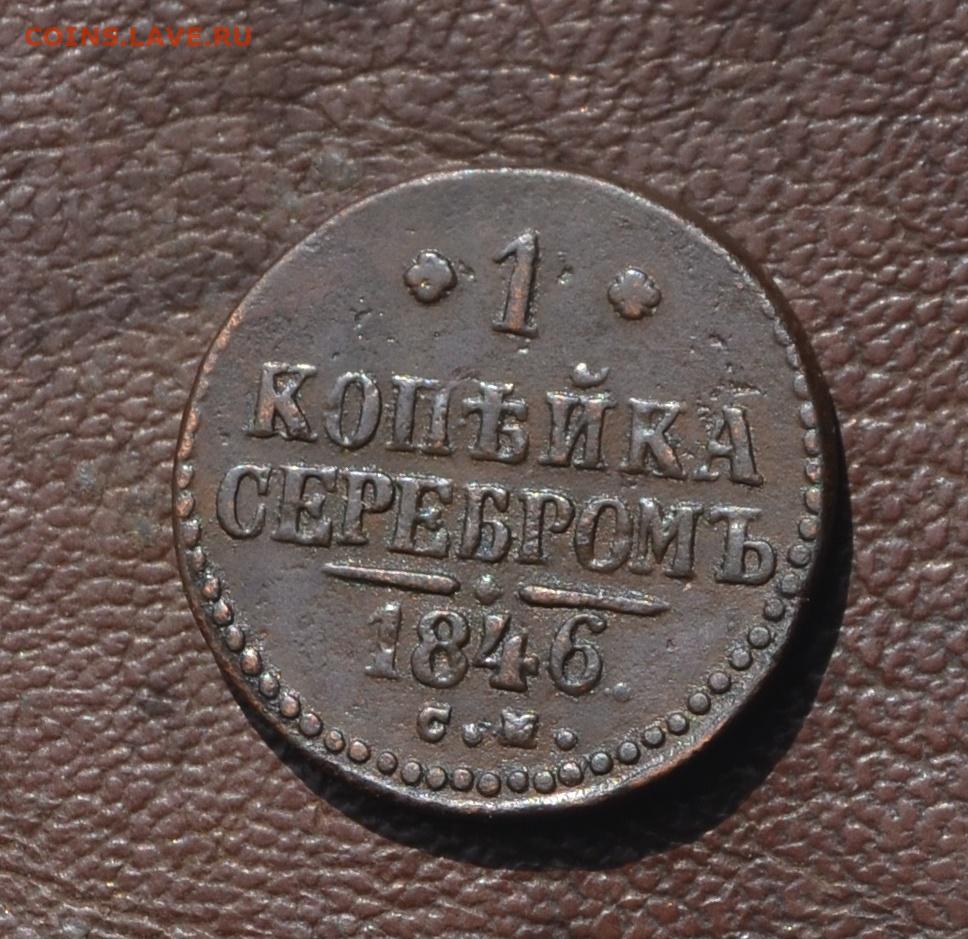 COINS.LAVE.RU
1
КОПѢЙКА
СЕРЕБРОМЪ
1846.
С.М.